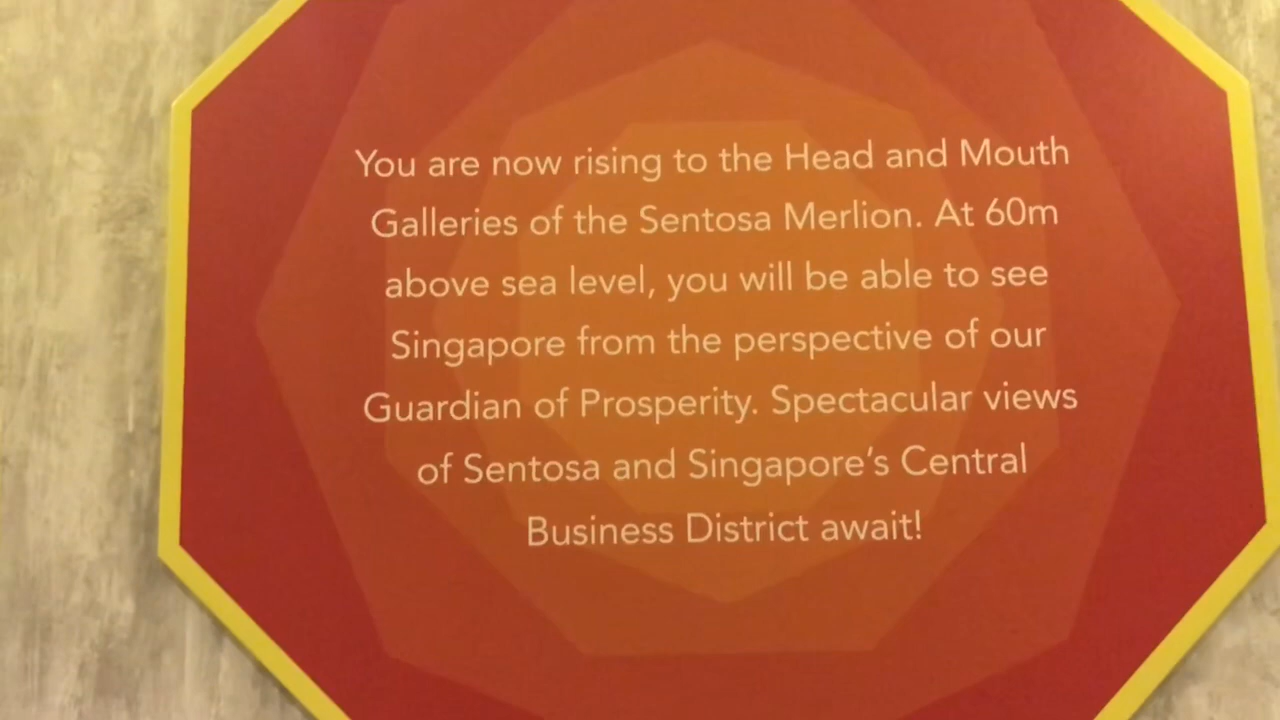 You are now rising to the Head and Mouth
Galleries of the Sentosa Merlion. At 60m
above sea level, you will be able to see
Singapore from the perspective of our
Guardian of Prosperity. Spectacular views
of Sentosa and Singapore's Central
Business District await!